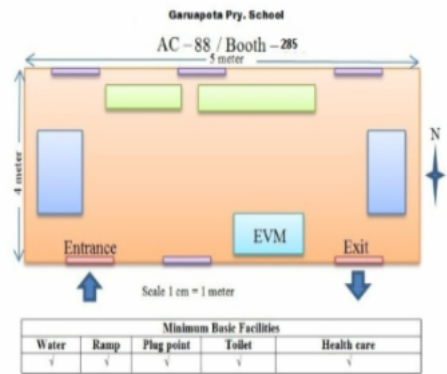 Garuapota Pry. School
AC – 88 / Booth – 285
5 meter
4 meter
N
EVM
Entrance
Exit
Scale 1 cm = 1 meter
Minimum Basic Facilities
Water Ramp Plug point Toilet Health care
√ √ √ √ √